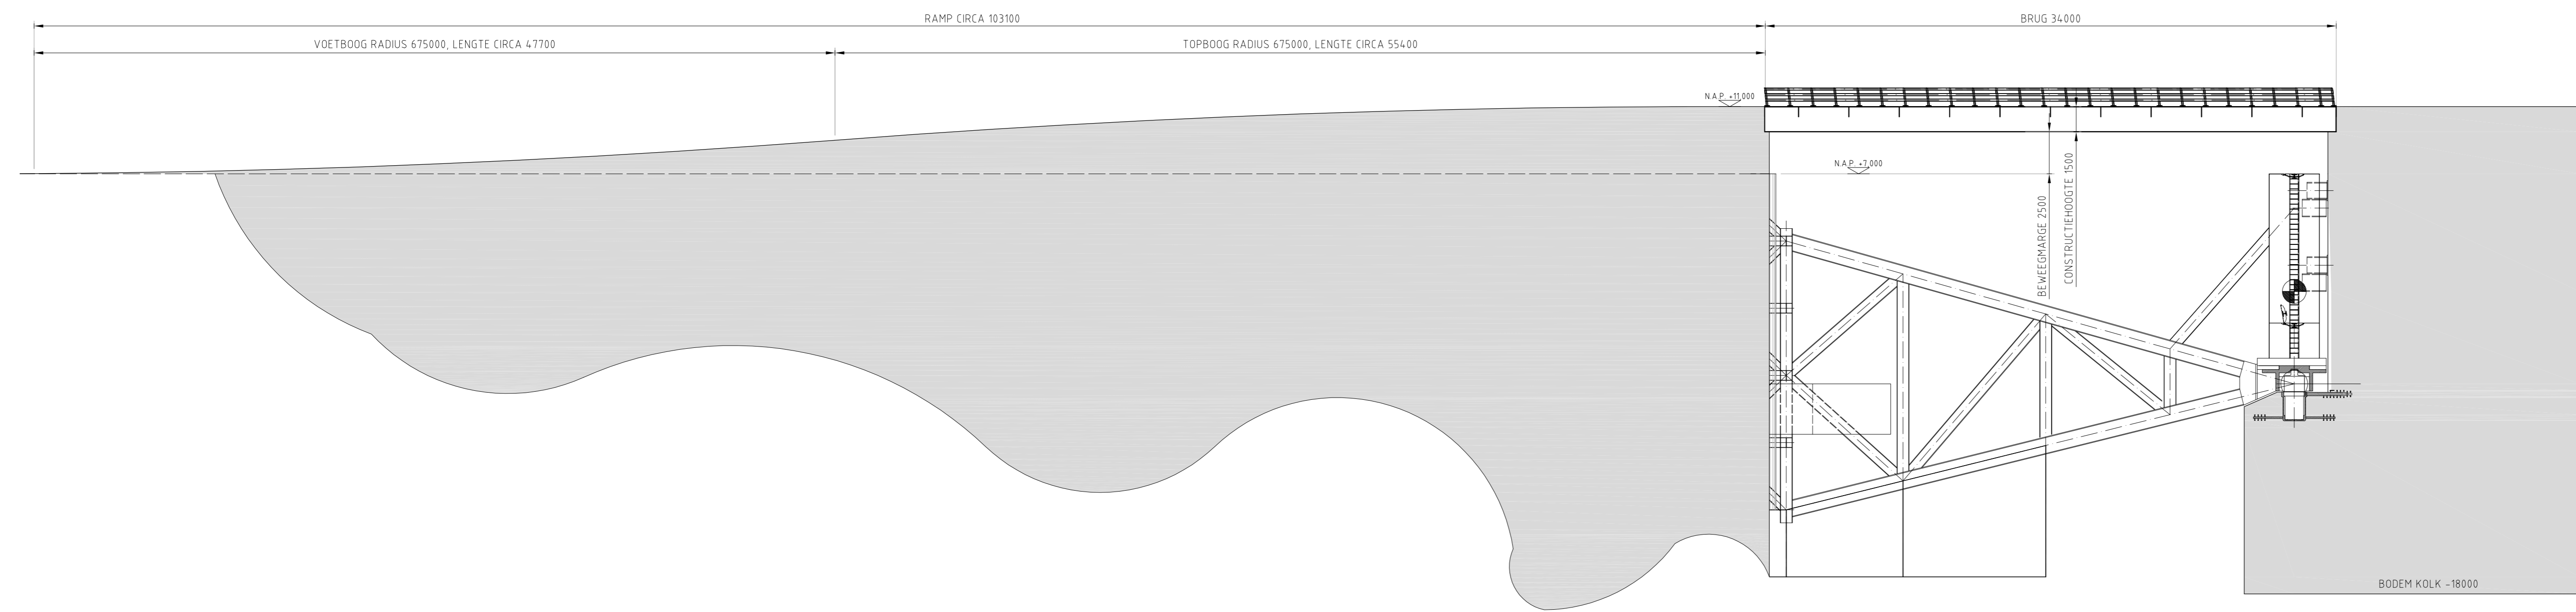 RAMP CIRCA 103100
BRUG 34000
VOETBOOG RADIUS 675000, LENGTE CIRCA 47700
TOPBOOG RADIUS 675000, LENGTE CIRCA 55400
N.A.P. +11,000
N.A.P. +7,000
BEWEEGMARGE 2500
CONSTRUCTIEHOOGTE 1500
BODEM KOLK -18000